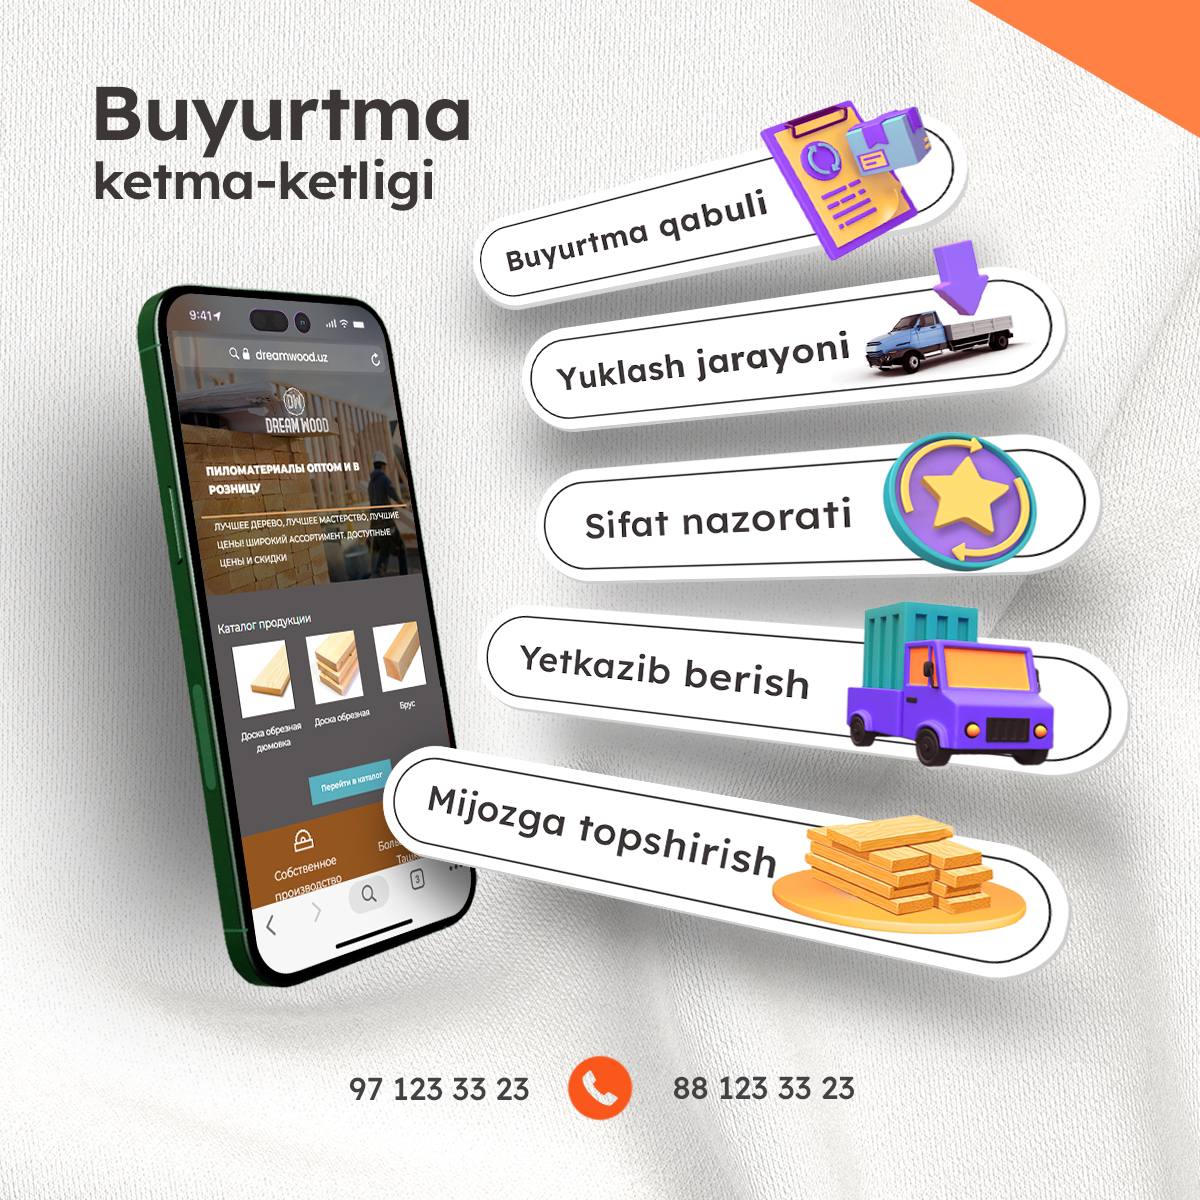 Buyurtma
ketma-ketligi
Buyurtma qabuli
Yuklash jarayoni
Sifat nazorati
Yetkazib berish
Mijozga topshirish
9:41
dreamwood.uz
DW
DREAM WOOD
ПИЛОМАТЕРИАЛЫ ОПТОМ И В
РОЗНИЦУ
ЛУЧШЕЕ ДЕРЕВО, ЛУЧШЕЕ МАСТЕРСТВО, ЛУЧШИЕ
ЦЕНЫ! ШИРОКИЙ АССОРТИМЕНТ. ДОСТУПНЫЕ
ЦЕНЫ И СКИДКИ
Каталог продукции
Доска обрезная
дюмовка
Доска обрезная
Брус
Перейти в каталог
Собственное
производство
3
97 123 33 23
88 123 33 23